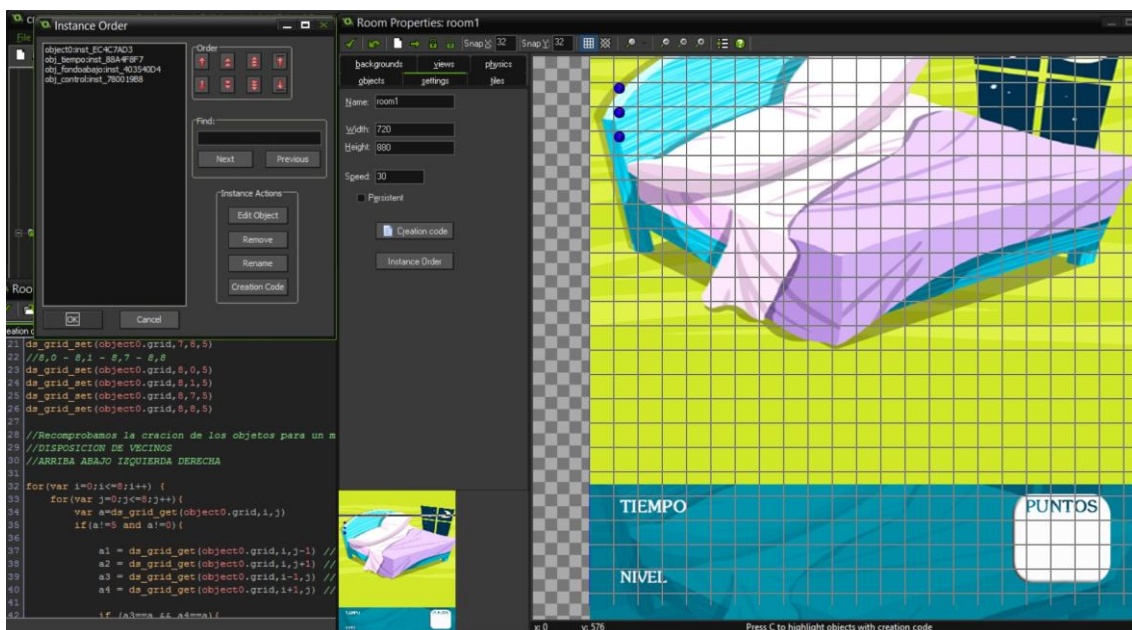 Instance Order
object0:inst_EC4C7AD3
obj_tiempo:inst_88A4F8F7
obj_fondoabajo:inst_403540D4
obj_control:inst_780019B8
Order
Find:
Next
Previous
Instance Actions
Edit Object
Remove
Rename
Creation Code
OK
Cancel
21 ds_grid_set(object0.grid,7,8,5)
22 //8,0 - 8,1 - 8,7 - 8,8
23 ds_grid_set(object0.grid,8,0,5)
24 ds_grid_set(object0.grid,8,1,5)
25 ds_grid_set(object0.grid,8,7,5)
26 ds_grid_set(object0.grid,8,8,5)
27
28 //Recomprobamos la cracion de los objetos para un m
29 //DISPOSICION DE VECINOS
30 //ARRIBA ABAJO IZQUIERDA DERECHA
31
32 for(var i=0;i<=8;i++) {
33 for(var j=0;j<=8;j++){
34 var a=ds_grid_get(object0.grid,i,j)
35 if(a!=5 and a!=0){
36
37 a1 = ds_grid_get(object0.grid,i,j-1) //
38 a2 = ds_grid_get(object0.grid,i,j+1) //
39 a3 = ds_grid_get(object0.grid,i-1,j) //
40 a4 = ds_grid_get(object0.grid,i+1,j) //
41
42 if (a3==a && a4==a){
Room Properties: room1
Snap X: 32 Snap Y: 32
backgrounds views physics
objects settings tiles
Name: room1
Width: 720
Height: 880
Speed: 30
Persistent
Creation code
Instance Order
TIEMPO
PUNTOS
NIVEL
x: 0 y: 576 Press C to highlight objects with creation code